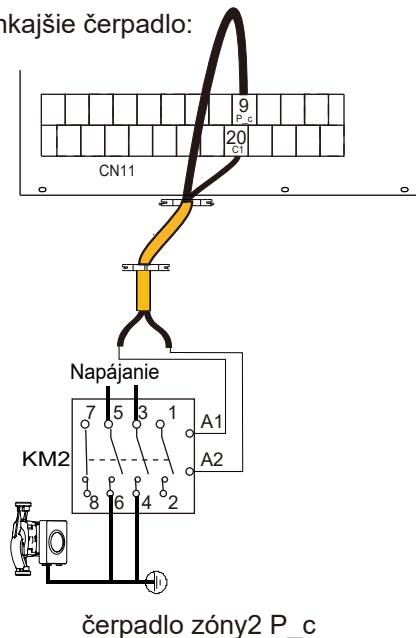 nkajšie čerpadlo:
9
P_c
20
C1
CN11
Napájanie
7 5 3 1
A1
KM2
A2
8 6 4 2
čerpadlo zóny2 P_c